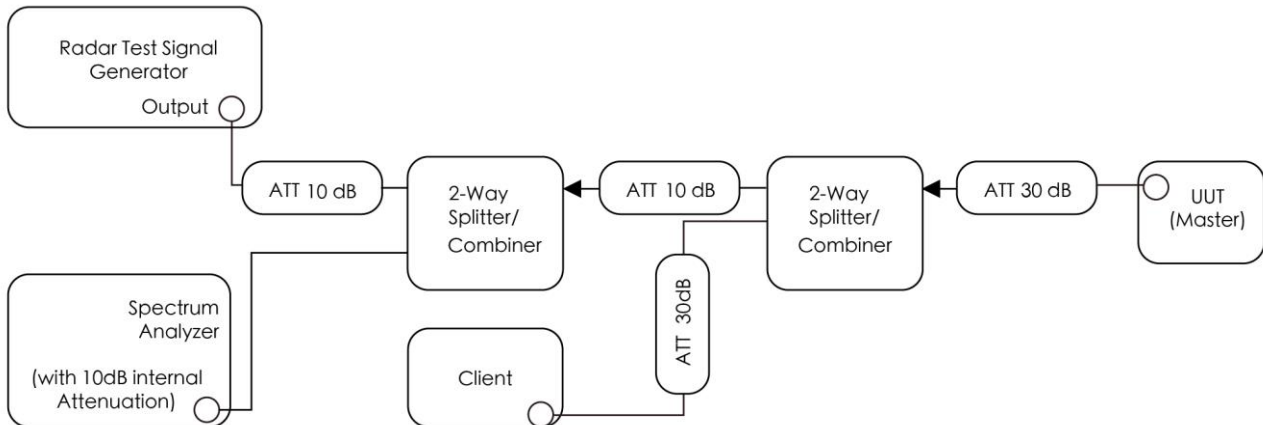 Radar Test Signal
Generator
Output
ATT 10 dB
2-Way
Splitter/
Combiner
ATT 10 dB
2-Way
Splitter/
Combiner
ATT 30 dB
UUT
(Master)
Spectrum
Analyzer
(with 10dB internal
Attenuation)
Client
ATT 30dB